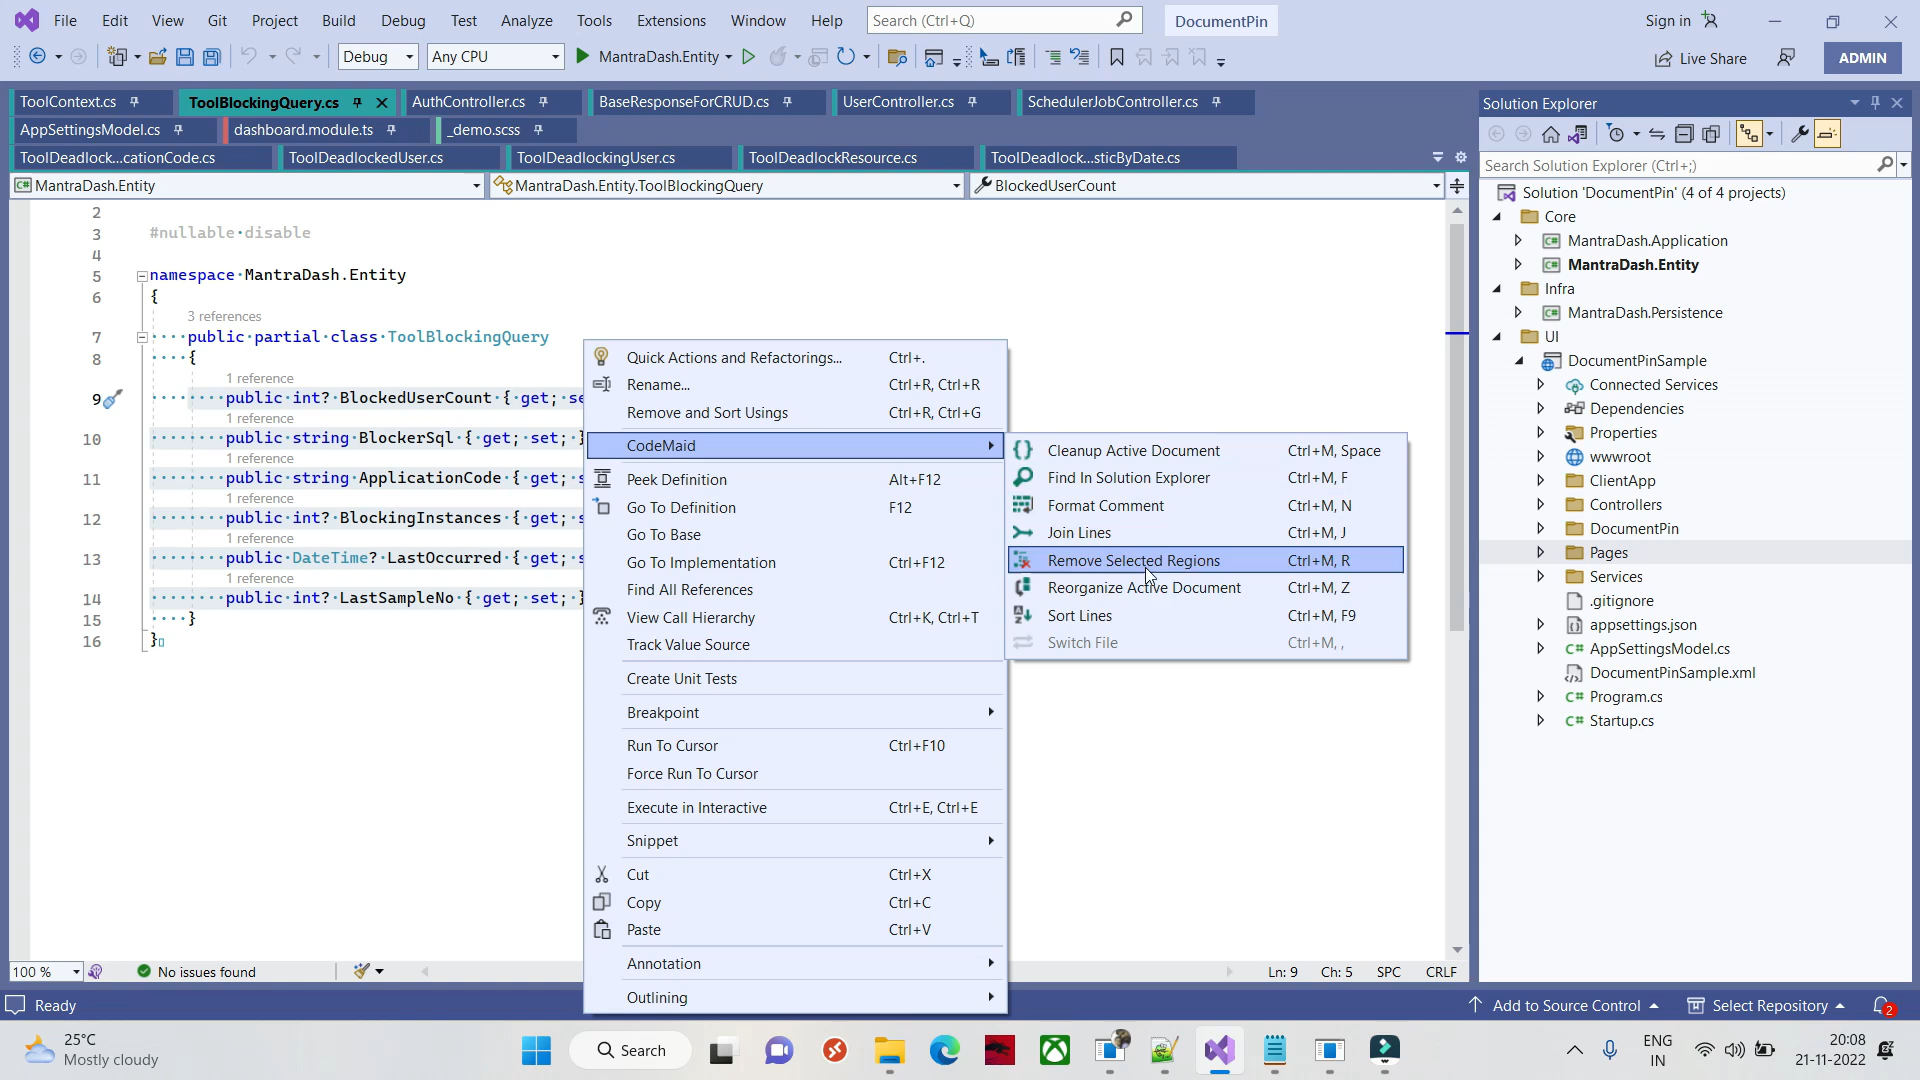 File Edit View Git Project Build Debug Test Analyze Tools Extensions Window Help Search (Ctrl+Q) DocumentPin Sign in
Debug Any CPU MantraDash.Entity Live Share ADMIN
ToolContext.cs ToolBlockingQuery.cs AuthController.cs BaseResponseForCRUD.cs UserController.cs SchedulerJobController.cs
AppSettingsModel.cs dashboard.module.ts _demo.scss
ToolDeadlock...cationCode.cs ToolDeadlockedUser.cs ToolDeadlockingUser.cs ToolDeadlockResource.cs ToolDeadlock...sticByDate.cs
MantraDash.Entity MantraDash.Entity.ToolBlockingQuery BlockedUserCount
2
3 #nullable·disable
4
5 namespace·MantraDash.Entity
6 {
3 references
7 ····public·partial·class·ToolBlockingQuery
8 ····{
1 reference
9 ········public·int?·BlockedUserCount·{·get;·se
1 reference
10 ········public·string·BlockerSql·{·get;·set;·}
1 reference
11 ········public·string·ApplicationCode·{·get;·s
1 reference
12 ········public·int?·BlockingInstances·{·get;·s
1 reference
13 ········public·DateTime?·LastOccurred·{·get;·s
1 reference
14 ········public·int?·LastSampleNo·{·get;·set;·}
15 ····}
16 }
Quick Actions and Refactorings... Ctrl+.
Rename... Ctrl+R, Ctrl+R
Remove and Sort Usings Ctrl+R, Ctrl+G
CodeMaid
Peek Definition Alt+F12
Go To Definition F12
Go To Base
Go To Implementation Ctrl+F12
Find All References
View Call Hierarchy Ctrl+K, Ctrl+T
Track Value Source
Create Unit Tests
Breakpoint
Run To Cursor Ctrl+F10
Force Run To Cursor
Execute in Interactive Ctrl+E, Ctrl+E
Snippet
Cut Ctrl+X
Copy Ctrl+C
Paste Ctrl+V
Annotation
Outlining
Cleanup Active Document Ctrl+M, Space
Find In Solution Explorer Ctrl+M, F
Format Comment Ctrl+M, N
Join Lines Ctrl+M, J
Remove Selected Regions Ctrl+M, R
Reorganize Active Document Ctrl+M, Z
Sort Lines Ctrl+M, F9
Switch File Ctrl+M, ,
Solution Explorer
Search Solution Explorer (Ctrl+;)
Solution 'DocumentPin' (4 of 4 projects)
Core
C# MantraDash.Application
C# MantraDash.Entity
Infra
C# MantraDash.Persistence
UI
DocumentPinSample
Connected Services
Dependencies
Properties
wwwroot
ClientApp
Controllers
DocumentPin
Pages
Services
.gitignore
appsettings.json
C# AppSettingsModel.cs
DocumentPinSample.xml
C# Program.cs
C# Startup.cs
100 % No issues found Ln: 9 Ch: 5 SPC CRLF
Ready Add to Source Control Select Repository 2
25°C
Mostly cloudy
Search
ENG
IN
20:08
21-11-2022